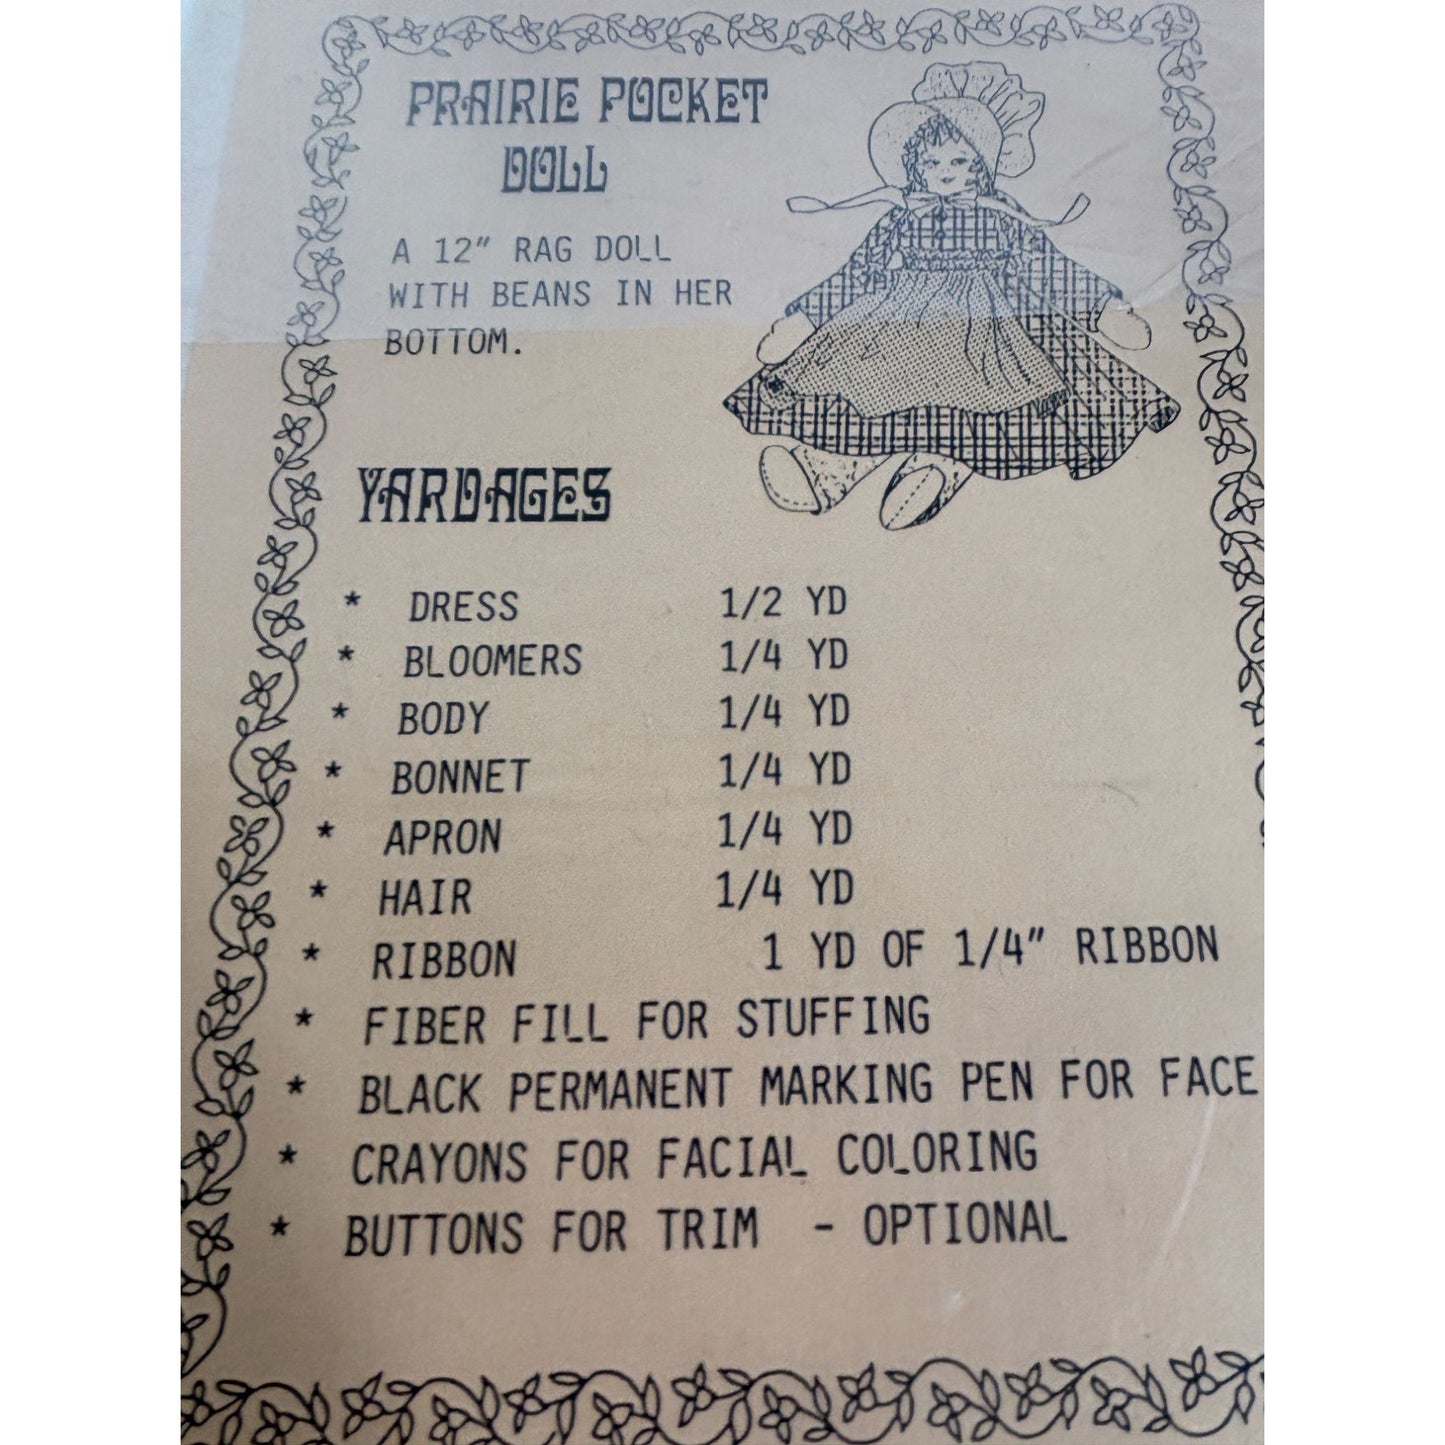 PRAIRIE POCKET
DOLL
A 12" RAG DOLL
WITH BEANS IN HER
BOTTOM.
YARDAGES
* DRESS 1/2 YD
* BLOOMERS 1/4 YD
* BODY 1/4 YD
* BONNET 1/4 YD
* APRON 1/4 YD
* HAIR 1/4 YD
* RIBBON 1 YD OF 1/4" RIBBON
* FIBER FILL FOR STUFFING
* BLACK PERMANENT MARKING PEN FOR FACE
* CRAYONS FOR FACIAL COLORING
* BUTTONS FOR TRIM - OPTIONAL